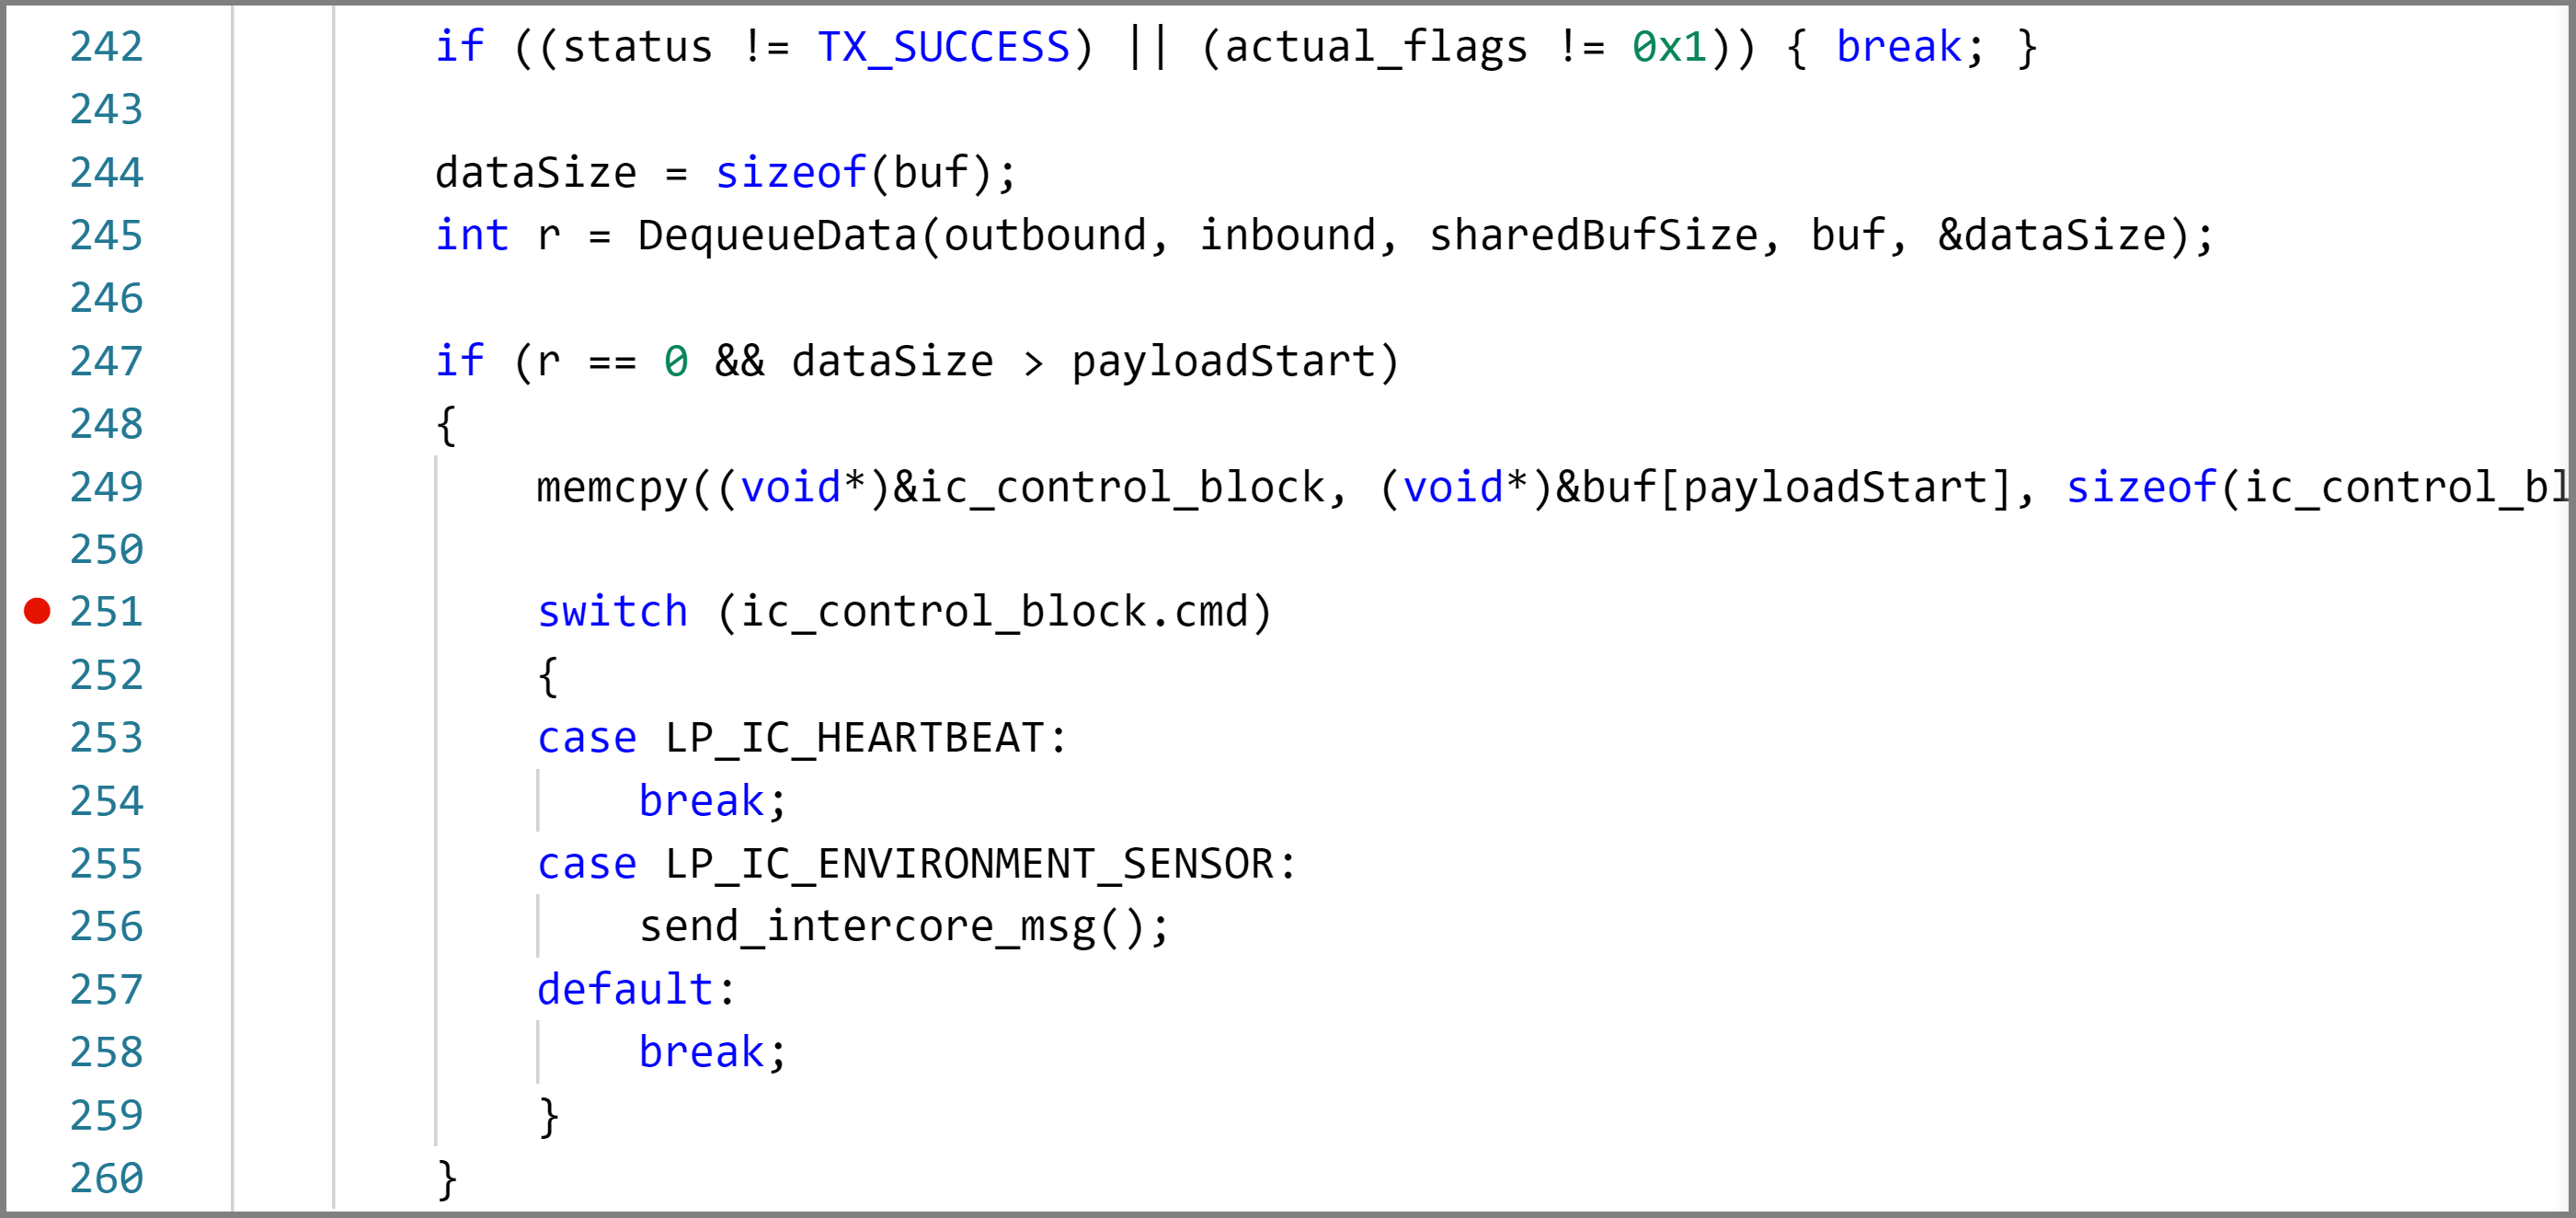 242 if ((status != TX_SUCCESS) || (actual_flags != 0x1)) { break; }
243
244 dataSize = sizeof(buf);
245 int r = DequeueData(outbound, inbound, sharedBufSize, buf, &dataSize);
246
247 if (r == 0 && dataSize > payloadStart)
248 {
249 memcpy((void*)&ic_control_block, (void*)&buf[payloadStart], sizeof(ic_control_bl
250
251 switch (ic_control_block.cmd)
252 {
253 case LP_IC_HEARTBEAT:
254 break;
255 case LP_IC_ENVIRONMENT_SENSOR:
256 send_intercore_msg();
257 default:
258 break;
259 }
260 }